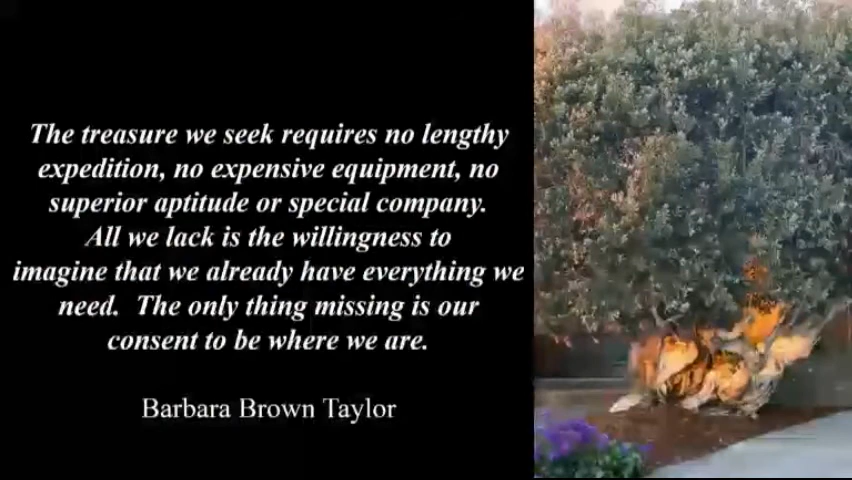 The treasure we seek requires no lengthy
expedition, no expensive equipment, no
superior aptitude or special company.
All we lack is the willingness to
imagine that we already have everything we
need.  The only thing missing is our
consent to be where we are.
Barbara Brown Taylor